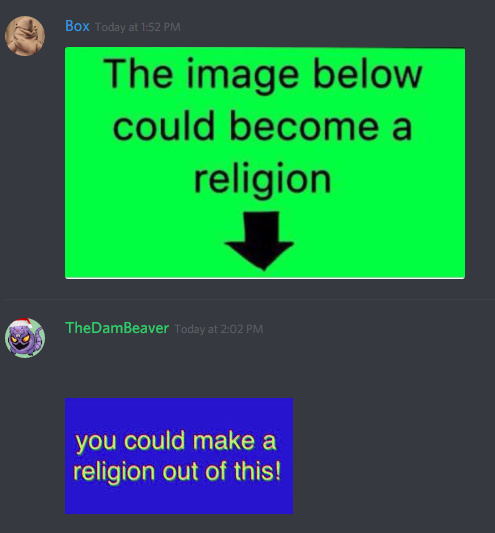 Box Today at 1:52 PM
The image below
could become a
religion
TheDamBeaver Today at 2:02 PM
you could make a
religion out of this!